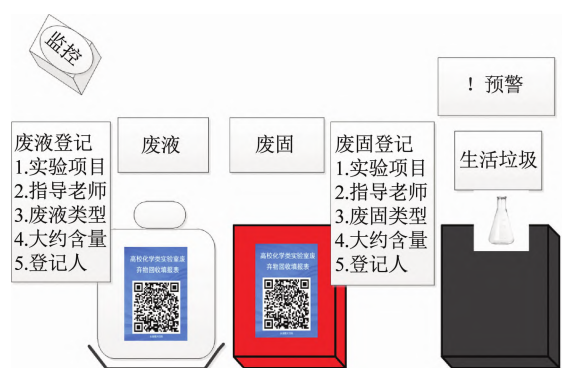 监控
! 预警
废液登记
1.实验项目
2.指导老师
3.废液类型
4.大约含量
5.登记人
废液
废固
废固登记
1.实验项目
2.指导老师
3.废固类型
4.大约含量
5.登记人
生活垃圾
高校化学类实验室废
弃物回收填报表
高校化学类实验室废
弃物回收填报表